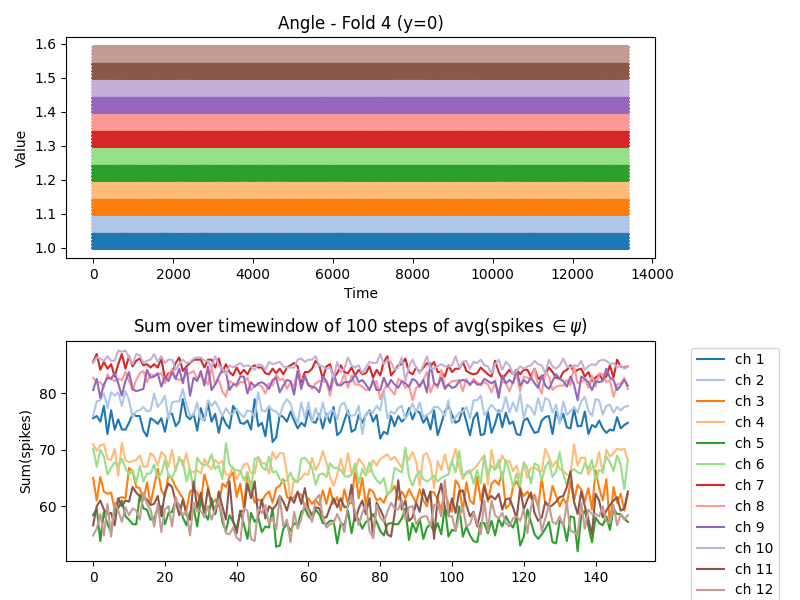 Angle - Fold 4 (y=0)
1.6
1.5
1.4
1.3
1.2
1.1
1.0
Value
0 2000 4000 6000 8000 10000 12000 14000
Time
Sum over timewindow of 100 steps of avg(spikes ∈ ψ)
80
70
60
Sum(spikes)
0 20 40 60 80 100 120 140
ch 1
ch 2
ch 3
ch 4
ch 5
ch 6
ch 7
ch 8
ch 9
ch 10
ch 11
ch 12